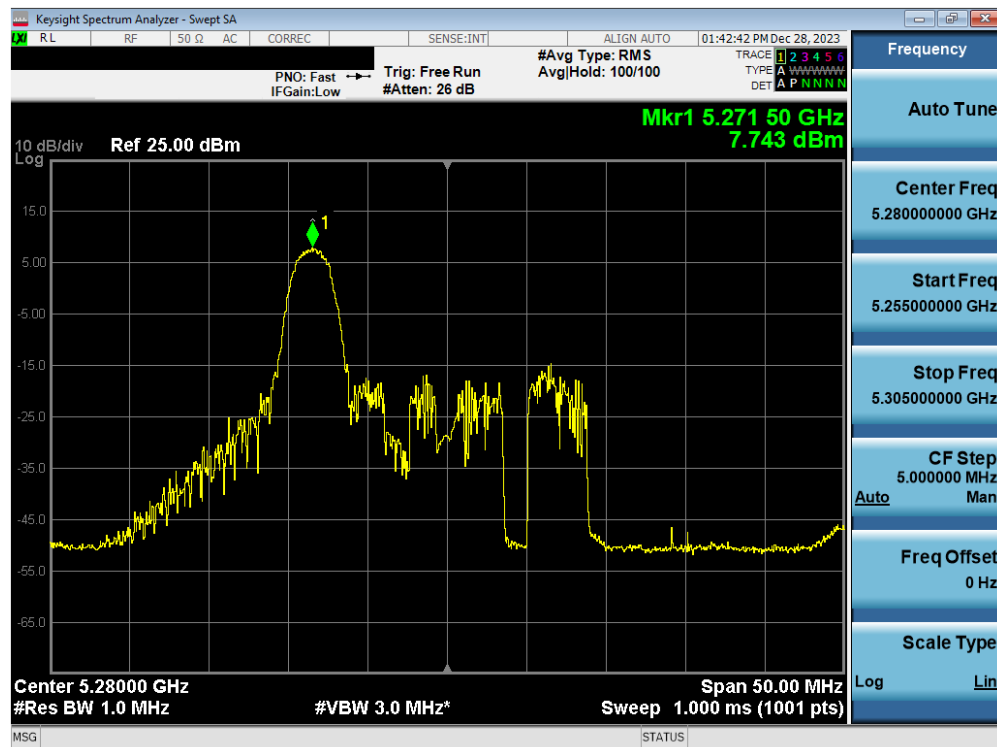 Keysight Spectrum Analyzer - Swept SA
LXI RL RF 50 Ω AC CORREC SENSE:INT ALIGN AUTO 01:42:42 PM Dec 28, 2023
PNO: Fast
IFGain:Low
Trig: Free Run
#Atten: 26 dB
#Avg Type: RMS
Avg|Hold: 100/100
TRACE 1 2 3 4 5 6
TYPE A WWWWW
DET A P N N N N
Mkr1 5.271 50 GHz
7.743 dBm
10 dB/div Ref 25.00 dBm
Log
15.0
5.00
-5.00
-15.0
-25.0
-35.0
-45.0
-55.0
-65.0
1
Center 5.28000 GHz Span 50.00 MHz
#Res BW 1.0 MHz #VBW 3.0 MHz* Sweep 1.000 ms (1001 pts)
MSG STATUS
Frequency
Auto Tune
Center Freq
5.280000000 GHz
Start Freq
5.255000000 GHz
Stop Freq
5.305000000 GHz
CF Step
5.000000 MHz
Auto Man
Freq Offset
0 Hz
Scale Type
Log Lin